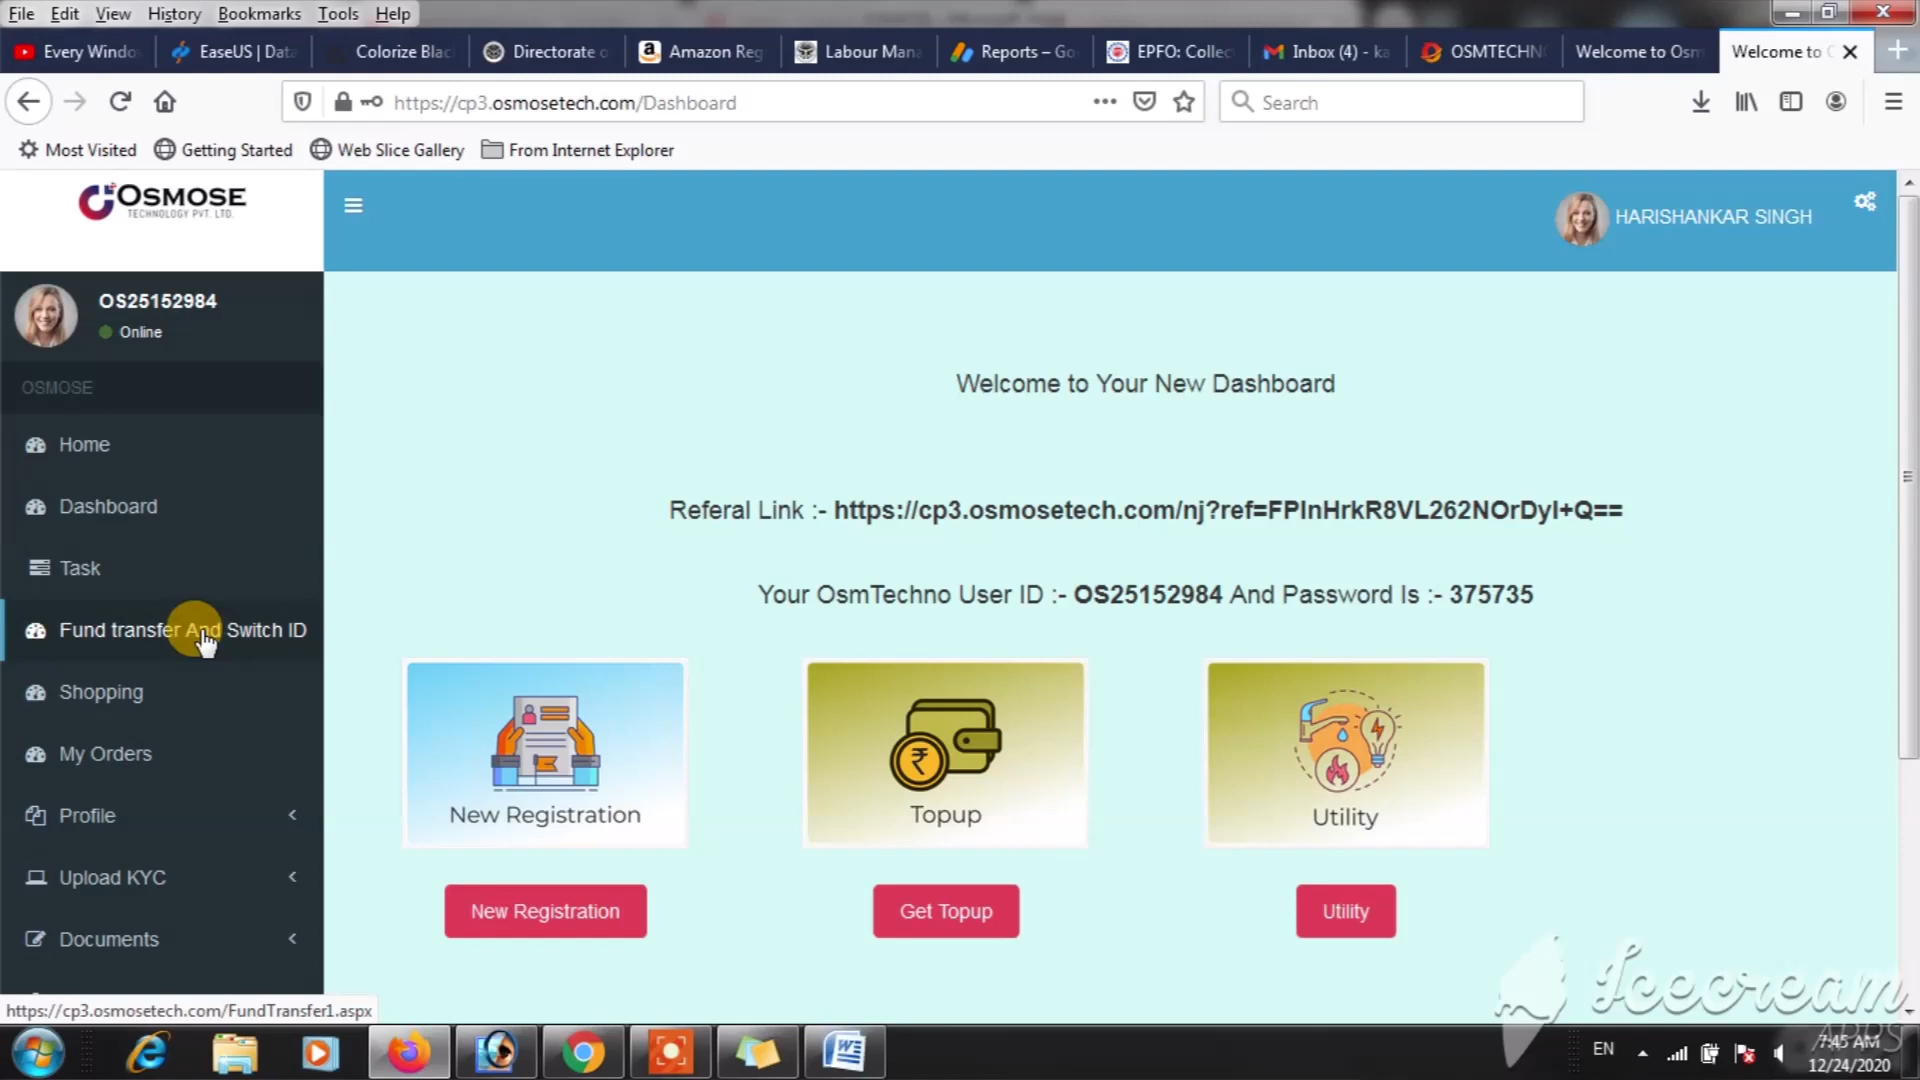 File Edit View History Bookmarks Tools Help
Every Windo EaseUS | Data Colorize Blac Directorate o Amazon Reg Labour Mana Reports – Go EPFO: Collec Inbox (4) - ka OSMTECHN Welcome to Osm Welcome to O
https://cp3.osmosetech.com/Dashboard Search
Most Visited Getting Started Web Slice Gallery From Internet Explorer
OSMOSE
TECHNOLOGY PVT. LTD.
HARISHANKAR SINGH
OS25152984
Online
OSMOSE
Home
Dashboard
Task
Fund transfer And Switch ID
Shopping
My Orders
Profile
Upload KYC
Documents
Welcome to Your New Dashboard
Referal Link :- https://cp3.osmosetech.com/nj?ref=FPlnHrkR8VL262NOrDyI+Q==
Your OsmTechno User ID :- OS25152984 And Password Is :- 375735
New Registration Topup Utility
New Registration Get Topup Utility
https://cp3.osmosetech.com/FundTransfer1.aspx
Icecream
APPS
EN 7:45 AM
12/24/2020